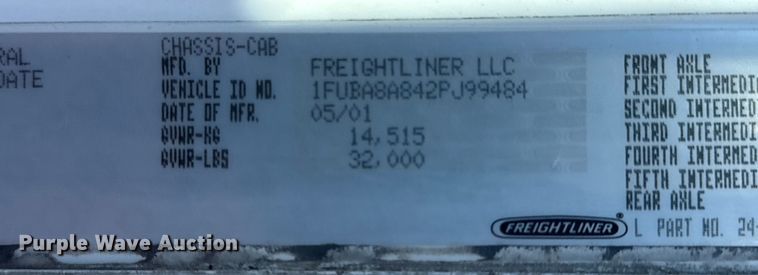 RAL
DATE
CHASSIS-CAB
MFD. BY FREIGHTLINER LLC
VEHICLE ID NO. 1FUBA8A842PJ99484
DATE OF MFR. 05/01
GVWR-KG 14,515
GVWR-LBS 32,000
FRONT AXLE
FIRST INTERMEDI
SECOND INTERMED
THIRD INTERMEDI
FOURTH INTERMED
FIFTH INTERMEDI
REAR AXLE
FREIGHTLINER® L PART NO. 24-
Purple Wave Auction